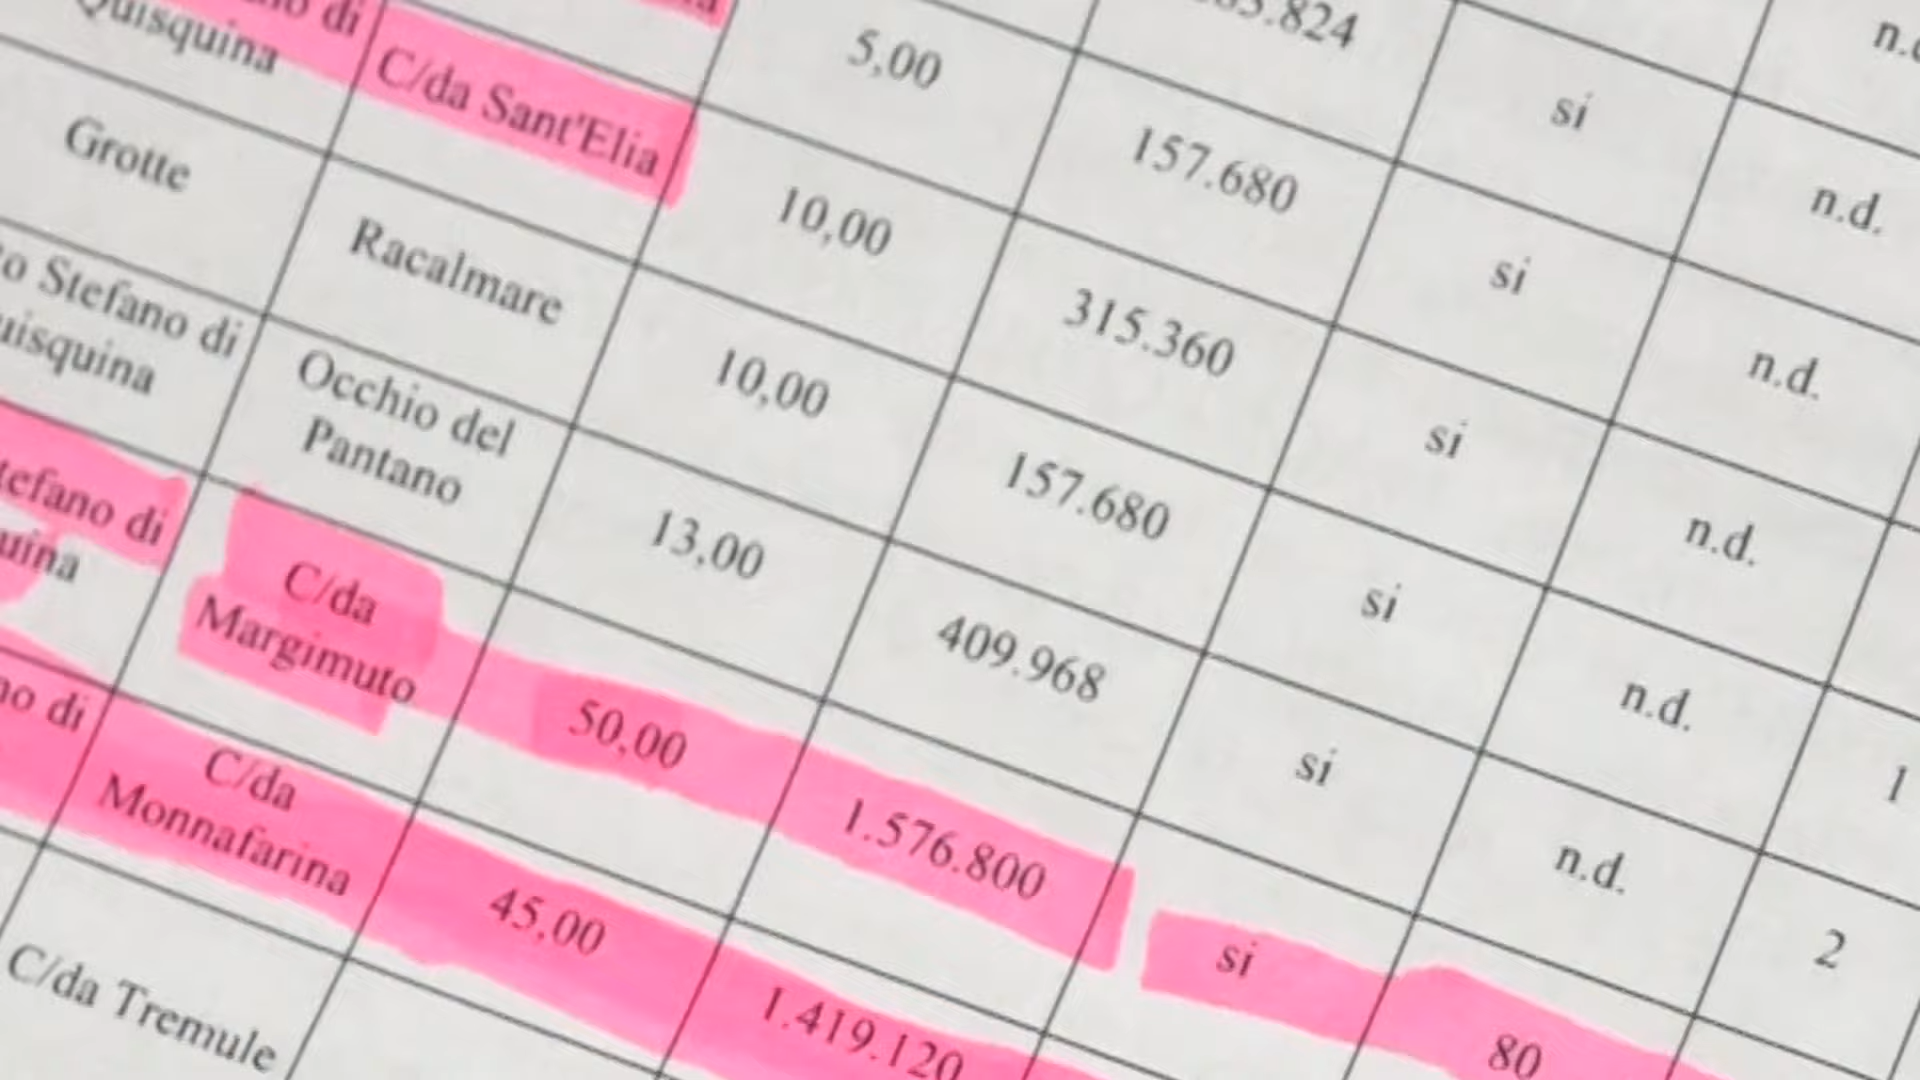 .824
si
n.d.
5,00
157.680
si
n.d.
di
Quisquina
C/da Sant'Elia
10,00
315.360
si
n.d.
Grotte
Racalmare
10,00
157.680
si
n.d.
1
Stefano di
uisquina
Occhio del
Pantano
13,00
409.968
si
n.d.
2
tefano di
uina
C/da
Margimuto
50,00
1.576.800
si
80
no di
C/da
Monnafarina
45,00
1.419.120
C/da Tremule